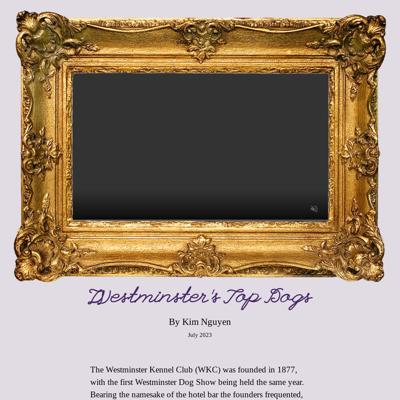 Westminster's Top Dogs
By Kim Nguyen
July 2023
The Westminster Kennel Club (WKC) was founded in 1877,
with the first Westminster Dog Show being held the same year.
Bearing the namesake of the hotel bar the founders frequented,